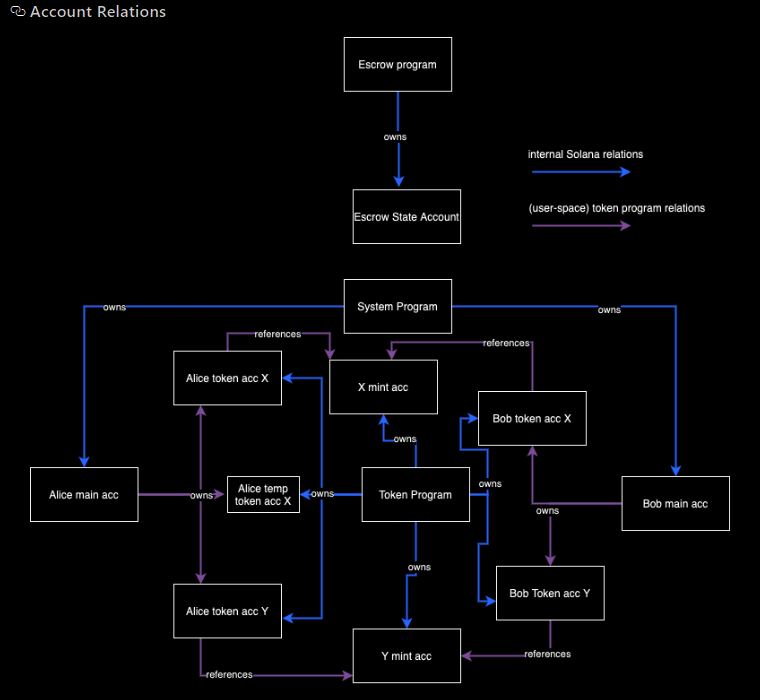 Account Relations
Escrow program
owns
internal Solana relations
(user-space) token program relations
Escrow State Account
System Program
owns
owns
references
references
Alice token acc X
X mint acc
Bob token acc X
owns
Alice main acc
owns
Alice temp
token acc X
owns
Token Program
owns
Bob main acc
owns
owns
Alice token acc Y
Bob Token acc Y
Y mint acc
references
references